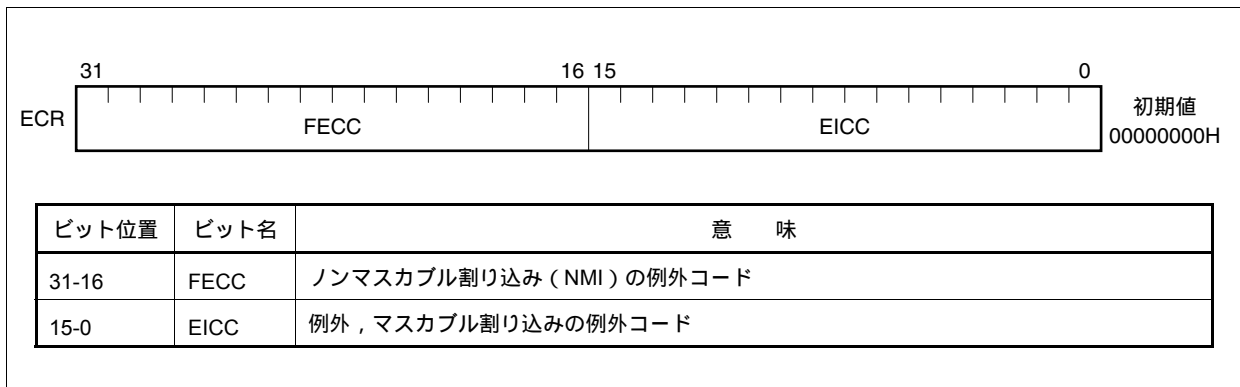 31 16 15 0
ECR FECC EICC 初期値
00000000H
ビット位置 ビット名 意 味
31-16 FECC ノンマスカブル割り込み(NMI)の例外コード
15-0 EICC 例外,マスカブル割り込みの例外コード